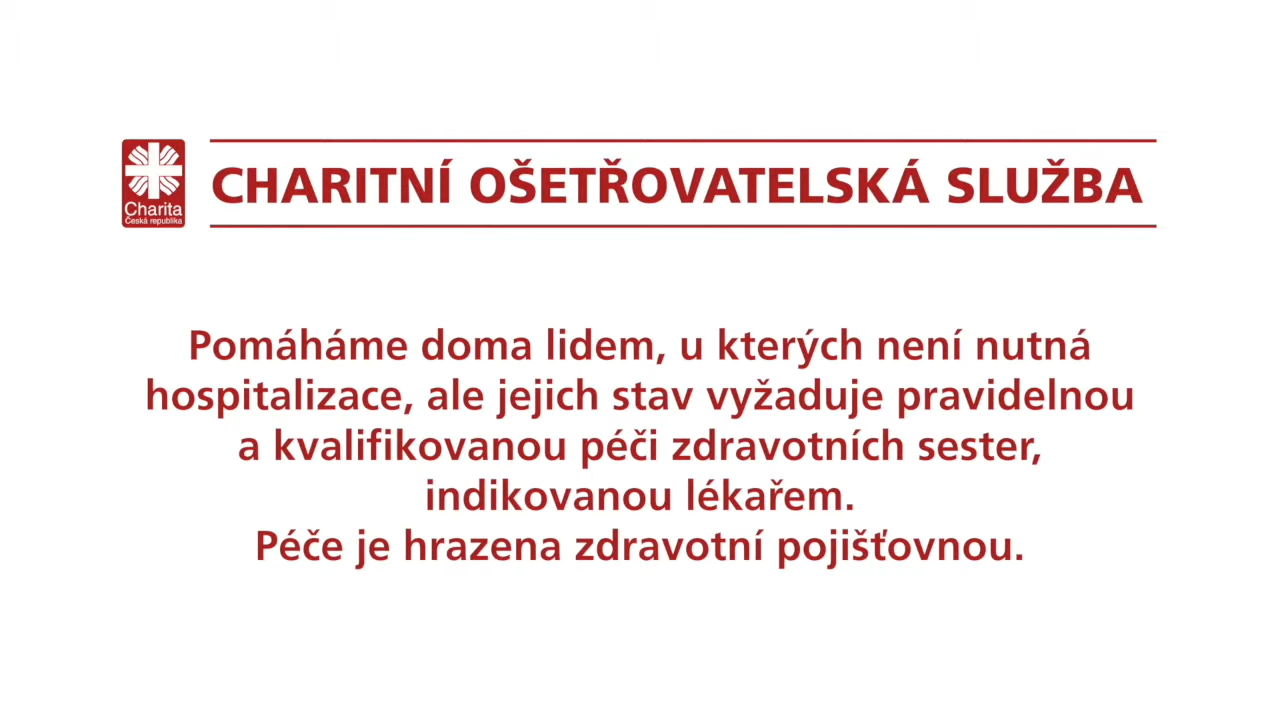 Charita
Česká republika
CHARITNÍ OŠETŘOVATELSKÁ SLUŽBA
Pomáháme doma lidem, u kterých není nutná
hospitalizace, ale jejich stav vyžaduje pravidelnou
a kvalifikovanou péči zdravotních sester,
indikovanou lékařem.
Péče je hrazena zdravotní pojišťovnou.